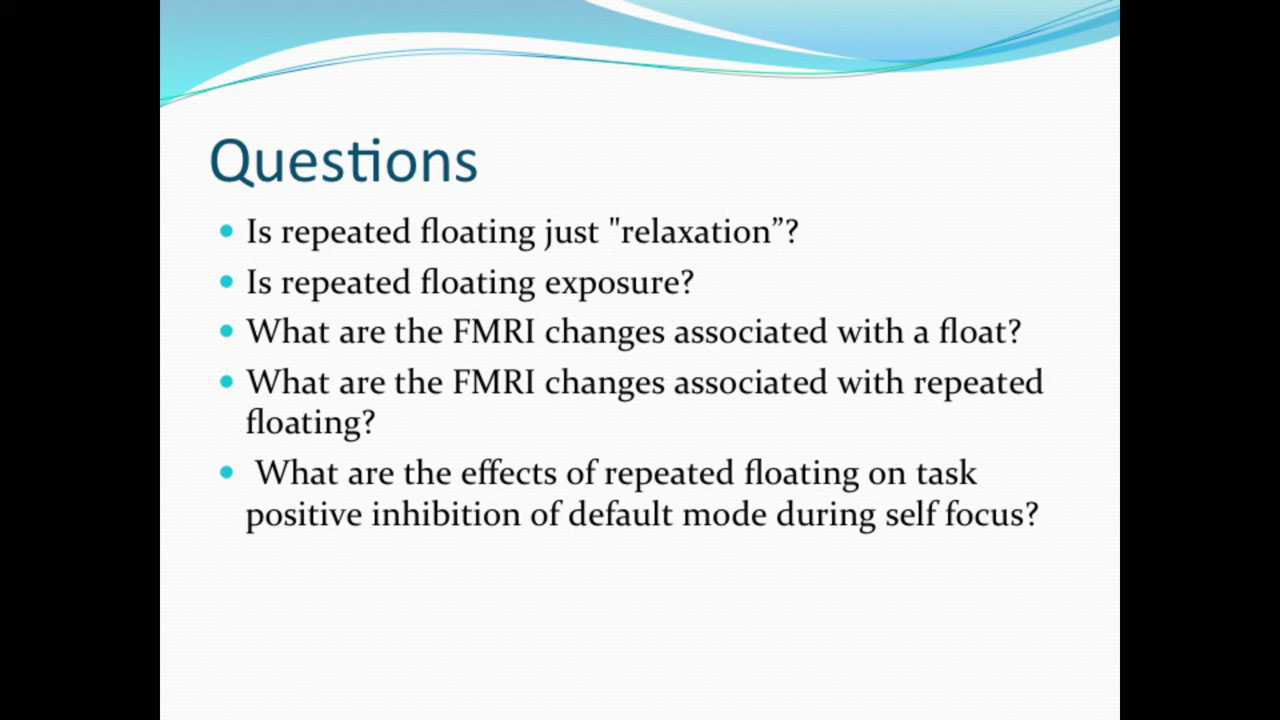 Questions
Is repeated floating just "relaxation”?
Is repeated floating exposure?
What are the FMRI changes associated with a float?
What are the FMRI changes associated with repeated
floating?
What are the effects of repeated floating on task
positive inhibition of default mode during self focus?